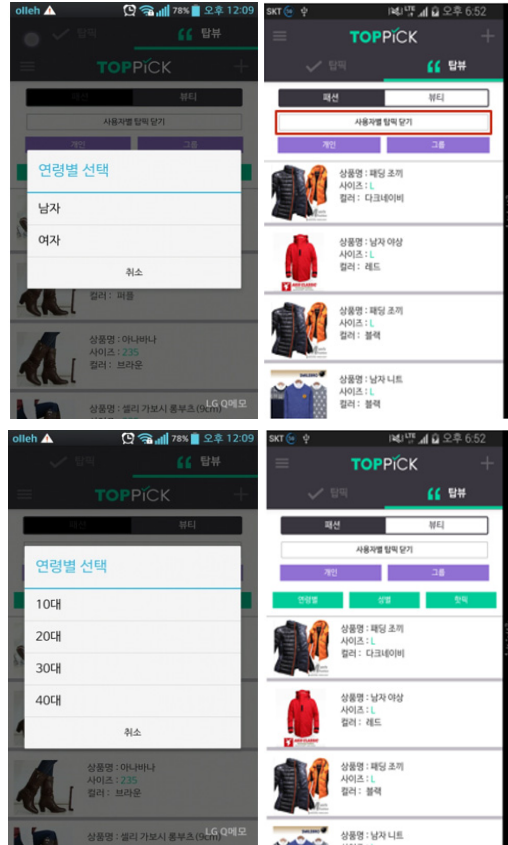 olleh 78% 오후 12:09
탑픽 탑뷰
TOPPiCK
패션 뷰티
사용자별 탑픽 닫기
개인 그룹
연령별 선택
남자
여자
취소
컬러 : 퍼플
상품명 : 아나바나
사이즈 : 235
컬러 : 브라운
상품명 : 셀리 가보시 롱부츠(9cm)
LG Q메모
SKT LTE 오후 6:52
TOPPiCK
탑픽 탑뷰
패션 뷰티
사용자별 탑픽 닫기
개인 그룹
상품명 : 패딩 조끼
사이즈 : L
컬러 : 다크네이비
상품명 : 남자 야상
사이즈 : L
컬러 : 레드
상품명 : 패딩 조끼
사이즈 : L
컬러 : 블랙
상품명 : 남자 니트
사이즈 : L
컬러 : 블랙
olleh 78% 오후 12:09
탑픽 탑뷰
TOPPiCK
패션 뷰티
사용자별 탑픽 닫기
연령별 선택
10대
20대
30대
40대
취소
상품명 : 아나바나
사이즈 : 235
컬러 : 브라운
상품명 : 셀리 가보시 롱부츠(9cm)
LG Q메모
SKT LTE 오후 6:52
TOPPiCK
탑픽 탑뷰
패션 뷰티
사용자별 탑픽 닫기
개인 그룹
연령별 성별 핫픽
상품명 : 패딩 조끼
사이즈 : L
컬러 : 다크네이비
상품명 : 남자 야상
사이즈 : L
컬러 : 레드
상품명 : 패딩 조끼
사이즈 : L
컬러 : 블랙
상품명 : 남자 니트